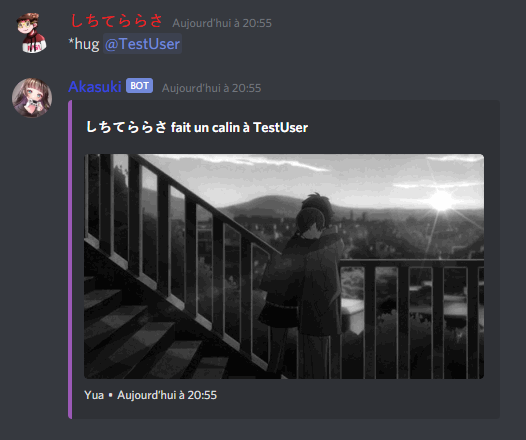 しちてららさ Aujourd'hui à 20:55
*hug @TestUser
Akasuki BOT Aujourd'hui à 20:55
しちてららさ fait un calin à TestUser
Yua • Aujourd'hui à 20:55